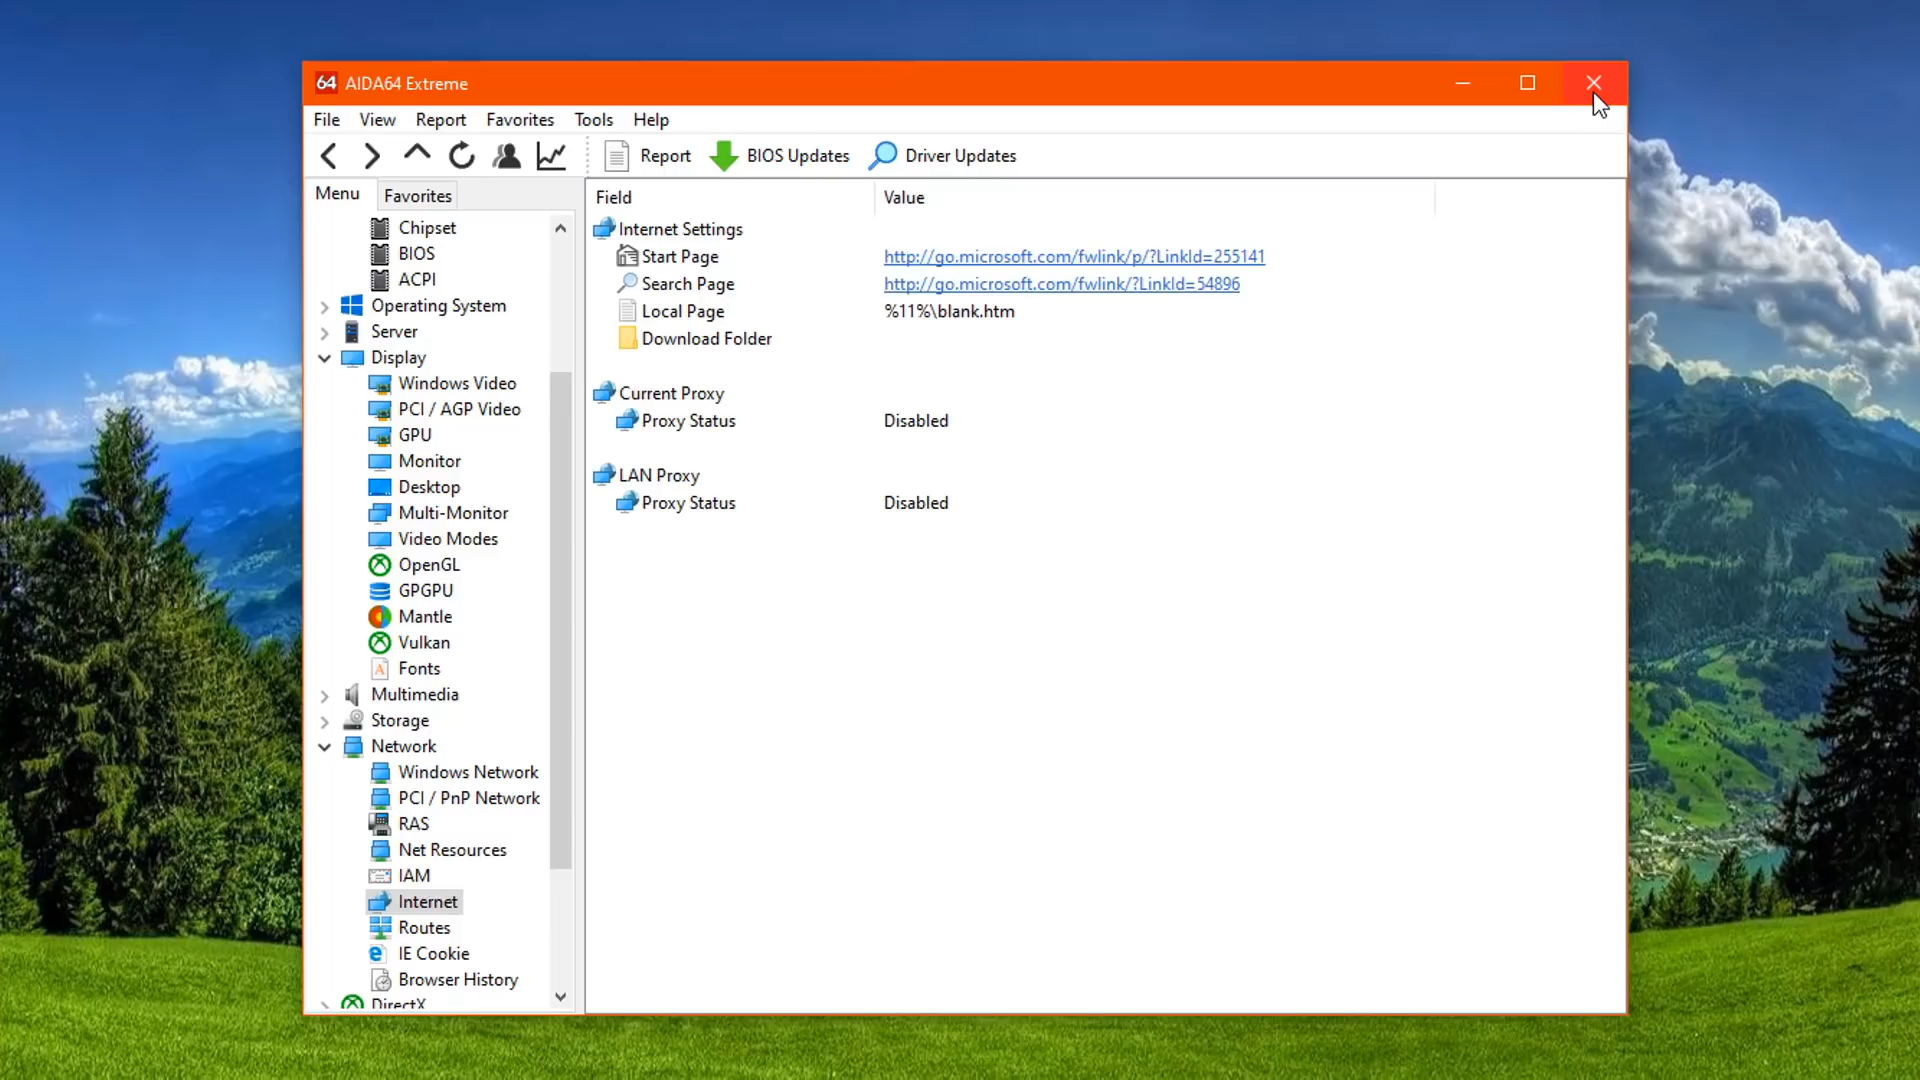 64 AIDA64 Extreme
File View Report Favorites Tools Help
Report BIOS Updates Driver Updates
Menu Favorites
Chipset
BIOS
ACPI
Operating System
Server
Display
Windows Video
PCI / AGP Video
GPU
Monitor
Desktop
Multi-Monitor
Video Modes
OpenGL
GPGPU
Mantle
Vulkan
Fonts
Multimedia
Storage
Network
Windows Network
PCI / PnP Network
RAS
Net Resources
IAM
Internet
Routes
IE Cookie
Browser History
DirectX
Field Value
Internet Settings
Start Page http://go.microsoft.com/fwlink/p/?LinkId=255141
Search Page http://go.microsoft.com/fwlink/?LinkId=54896
Local Page %11%\blank.htm
Download Folder
Current Proxy
Proxy Status Disabled
LAN Proxy
Proxy Status Disabled